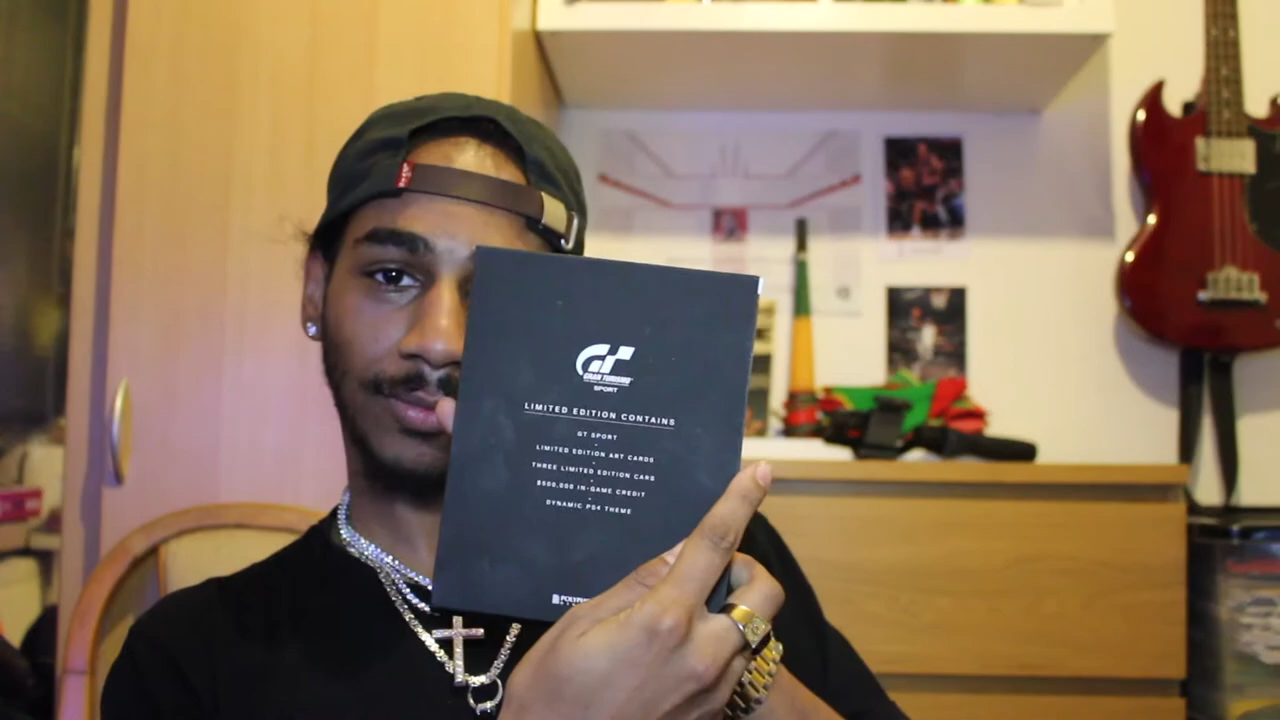 GRAN TURISMO
SPORT
LIMITED EDITION CONTAINS
GT SPORT
LIMITED EDITION ART CARDS
THREE LIMITED EDITION CARS
$500,000 IN-GAME CREDIT
DYNAMIC PS4 THEME